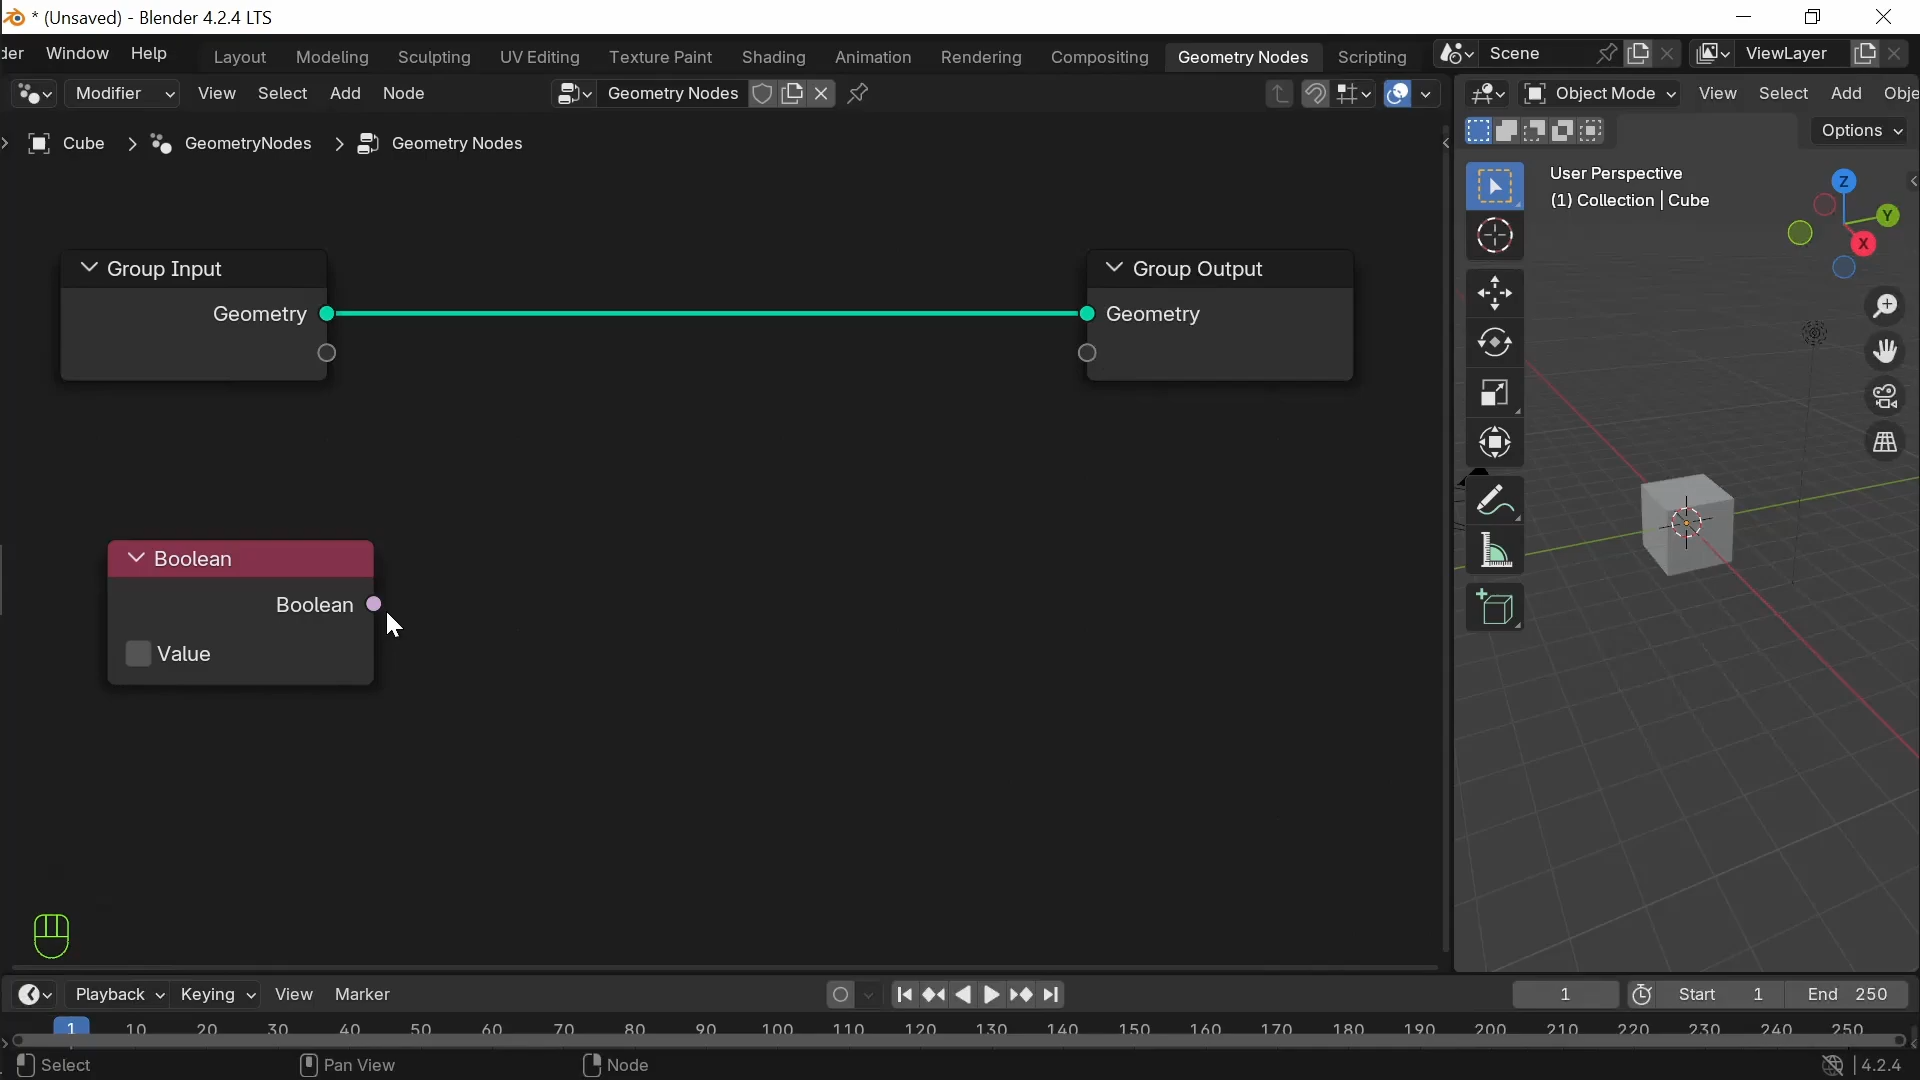 * (Unsaved) - Blender 4.2.4 LTS
der Window Help Layout Modeling Sculpting UV Editing Texture Paint Shading Animation Rendering Compositing Geometry Nodes Scripting Scene ViewLayer
Modifier View Select Add Node Geometry Nodes Object Mode View Select Add Obje
Options
Cube GeometryNodes Geometry Nodes
User Perspective
(1) Collection | Cube
Z
Y
X
Group Input
Geometry
Group Output
Geometry
Boolean
Boolean
Value
Playback Keying View Marker 1 Start 1 End 250
1 10 20 30 40 50 60 70 80 90 100 110 120 130 140 150 160 170 180 190 200 210 220 230 240 250
Select Pan View Node 4.2.4